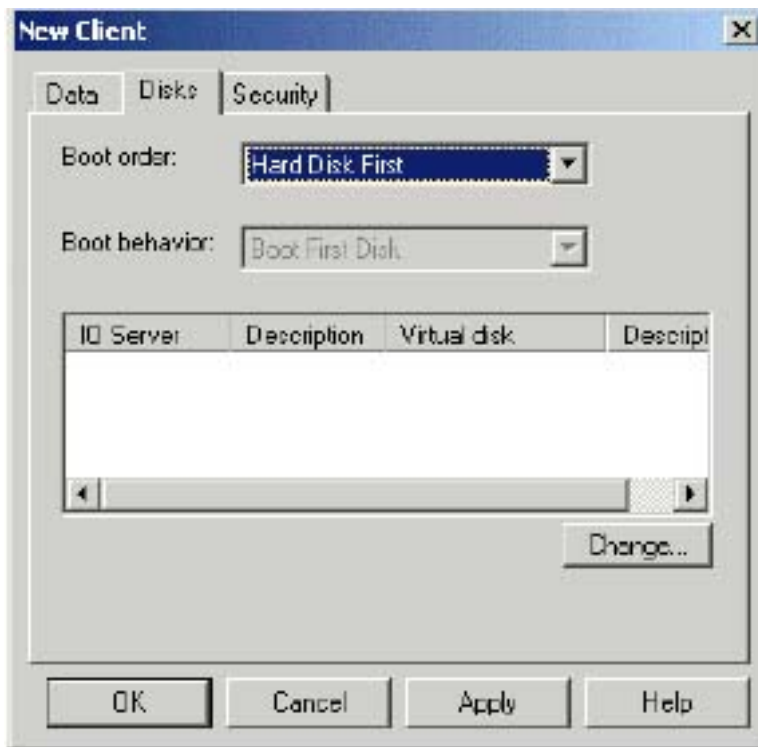 New Client
Data Disks Security
Boot order: Hard Disk First
Boot behavior: Boot First Disk
IO Server Description Virtual disk Descript
Change...
OK Cancel Apply Help